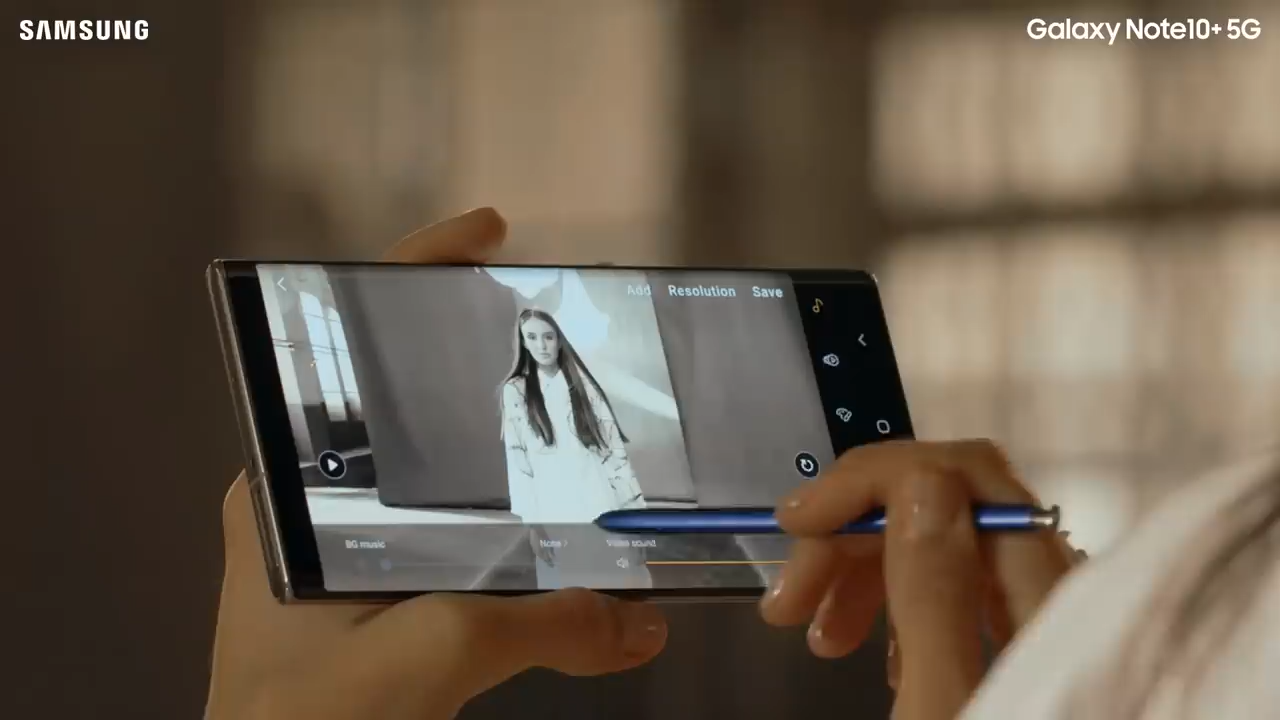 SAMSUNG
Galaxy Note10+ 5G
Add Resolution Save
BG music
None
Video sound